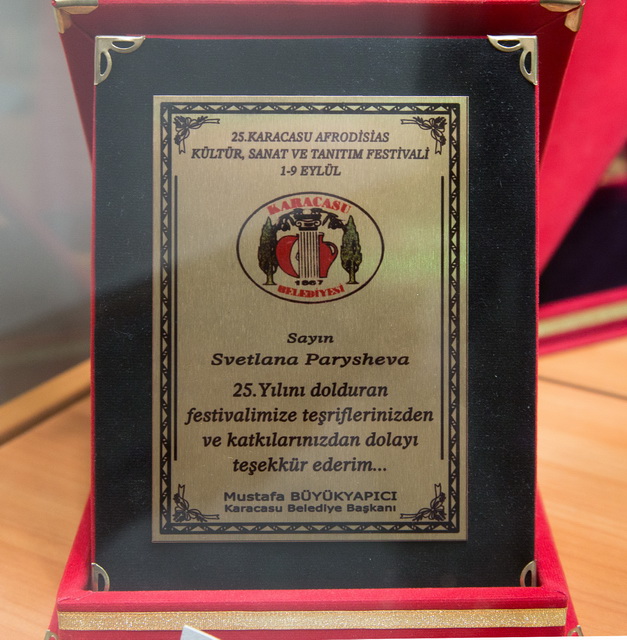 25.KARACASU AFRODİSİAS
KÜLTÜR, SANAT VE TANITIM FESTİVALİ
1-9 EYLÜL
KARACASU
1867
BELEDİYESİ
Sayın
Svetlana Parysheva
25.Yılını dolduran
festivalimize teşriflerinizden
ve katkılarınızdan dolayı
teşekkür ederim...
Mustafa BÜYÜKYAPICI
Karacasu Belediye Başkanı